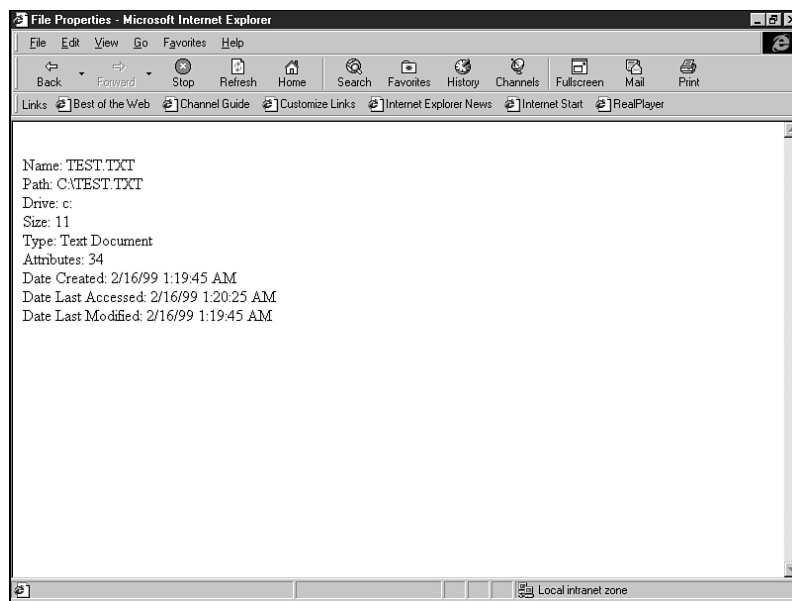 File Properties - Microsoft Internet Explorer
File Edit View Go Favorites Help
Back Forward Stop Refresh Home Search Favorites History Channels Fullscreen Mail Print
Links Best of the Web Channel Guide Customize Links Internet Explorer News Internet Start RealPlayer
Name: TEST.TXT
Path: C:\TEST.TXT
Drive: c:
Size: 11
Type: Text Document
Attributes: 34
Date Created: 2/16/99 1:19:45 AM
Date Last Accessed: 2/16/99 1:20:25 AM
Date Last Modified: 2/16/99 1:19:45 AM
Local intranet zone